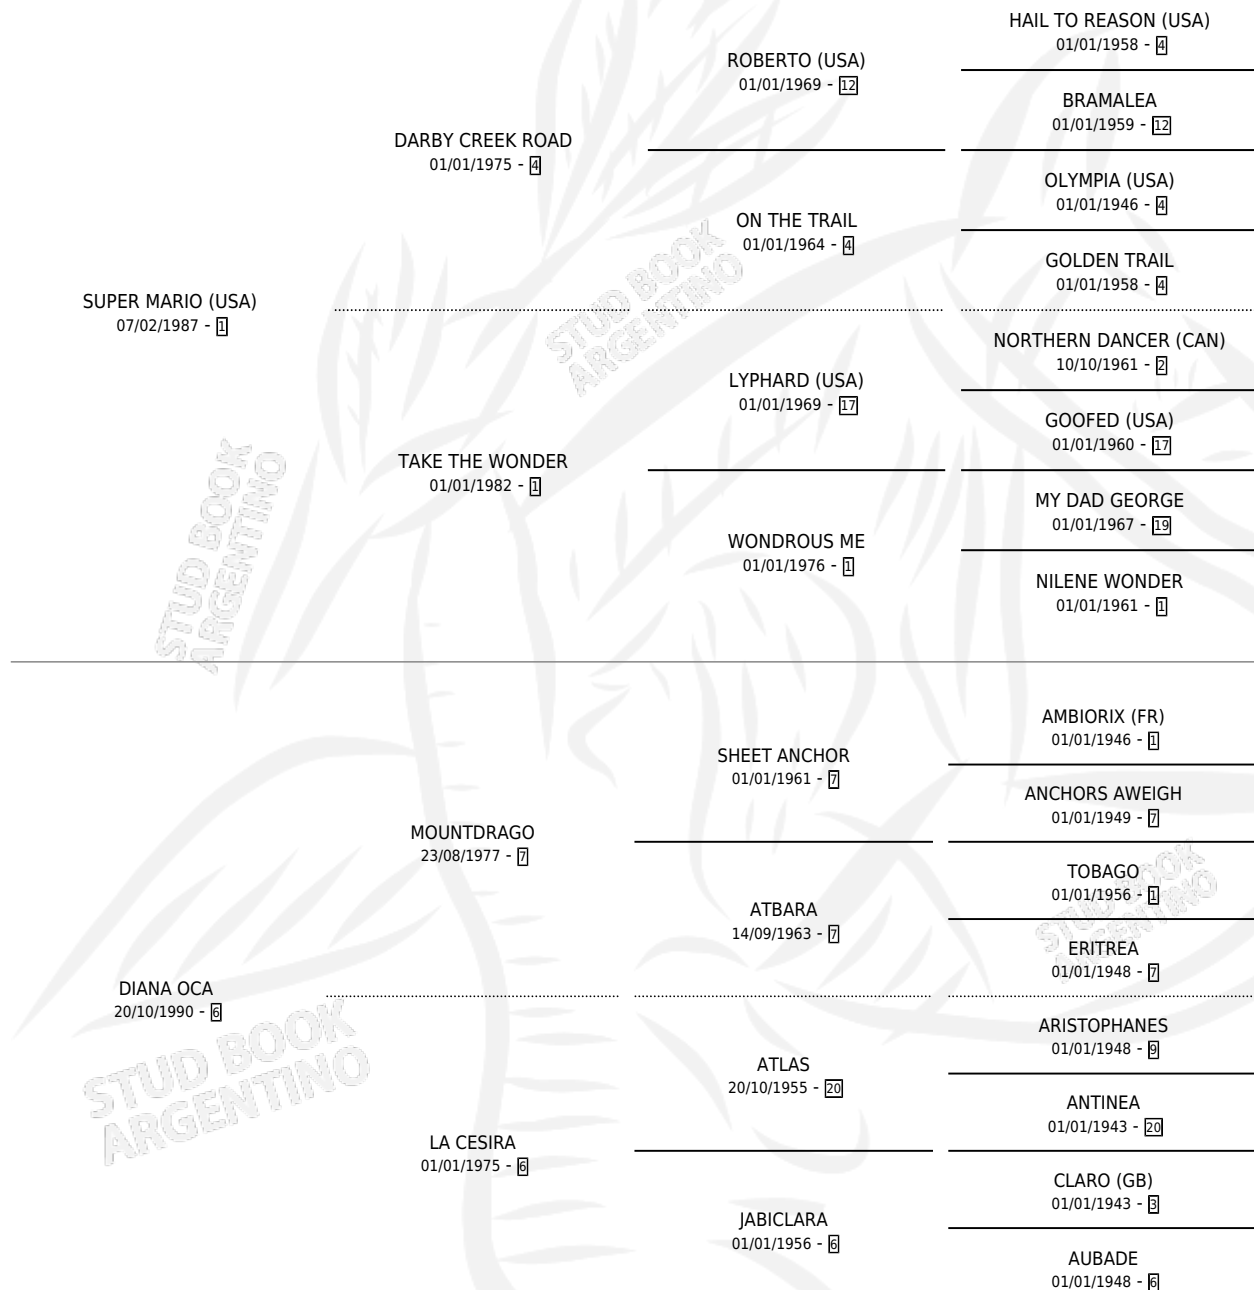 HAIL TO REASON (USA)
01/01/1958 - 4
ROBERTO (USA)
01/01/1969 - 12
BRAMALEA
01/01/1959 - 12
DARBY CREEK ROAD
01/01/1975 - 4
OLYMPIA (USA)
01/01/1946 - 4
ON THE TRAIL
01/01/1964 - 4
GOLDEN TRAIL
01/01/1958 - 4
SUPER MARIO (USA)
07/02/1987 - 1
NORTHERN DANCER (CAN)
10/10/1961 - 2
LYPHARD (USA)
01/01/1969 - 17
GOOFED (USA)
01/01/1960 - 17
TAKE THE WONDER
01/01/1982 - 1
MY DAD GEORGE
01/01/1967 - 19
WONDROUS ME
01/01/1976 - 1
NILENE WONDER
01/01/1961 - 1
AMBIORIX (FR)
01/01/1946 - 1
SHEET ANCHOR
01/01/1961 - 7
ANCHORS AWEIGH
01/01/1949 - 7
MOUNTDRAGO
23/08/1977 - 7
TOBAGO
01/01/1956 - 1
ATBARA
14/09/1963 - 7
ERITREA
01/01/1948 - 7
DIANA OCA
20/10/1990 - 6
ARISTOPHANES
01/01/1948 - 9
ATLAS
20/10/1955 - 20
ANTINEA
01/01/1943 - 20
LA CESIRA
01/01/1975 - 6
CLARO (GB)
01/01/1943 - 3
JABICLARA
01/01/1956 - 6
AUBADE
01/01/1948 - 6
STUD BOOK
ARGENTINO
STUD BOOK
ARGENTINO
STUD BOOK
ARGENTINO
STUD BOOK
ARGENTINO